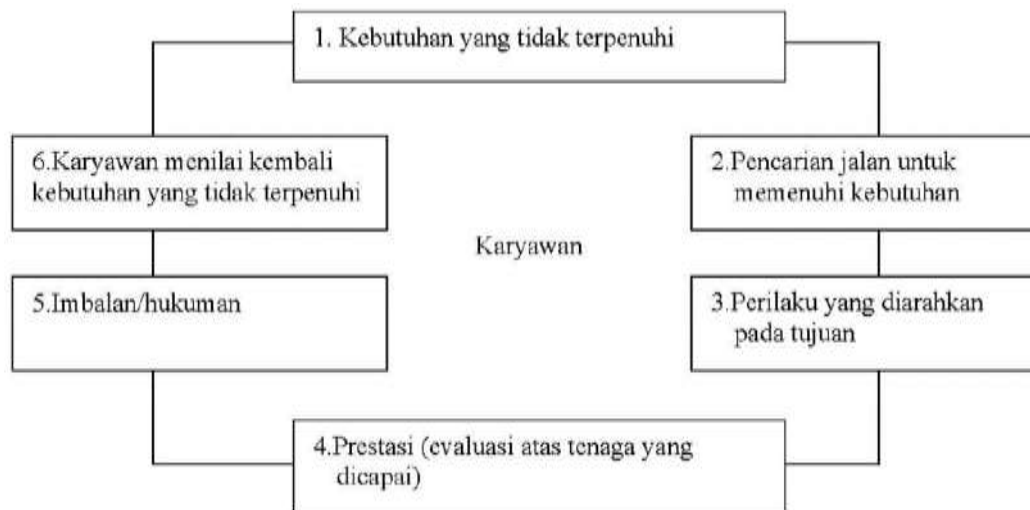 1. Kebutuhan yang tidak terpenuhi
6.Karyawan menilai kembali
kebutuhan yang tidak terpenuhi
2.Pencarian jalan untuk
memenuhi kebutuhan
Karyawan
5.Imbalan/hukuman
3.Perilaku yang diarahkan
pada tujuan
4.Prestasi (evaluasi atas tenaga yang
dicapai)